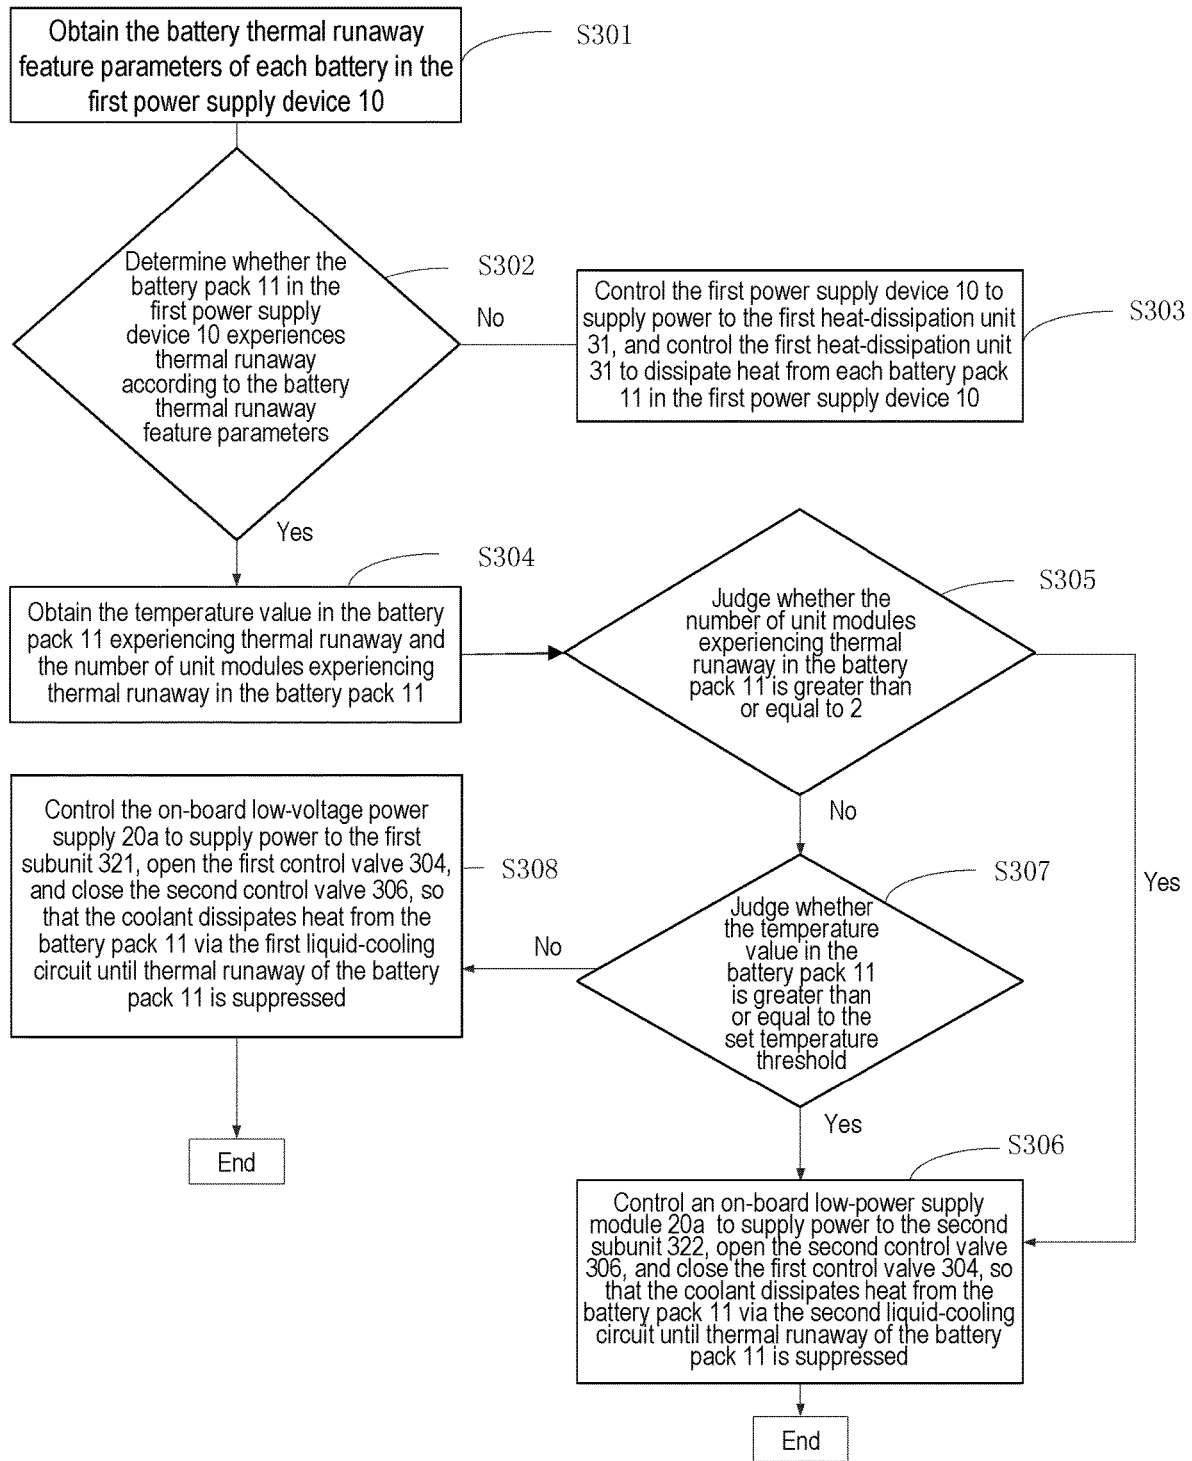 Obtain the battery thermal runaway
feature parameters of each battery in the
first power supply device 10
S301
Determine whether the
battery pack 11 in the
first power supply
device 10 experiences
thermal runaway
according to the battery
thermal runaway
feature parameters
S302
No
Control the first power supply device 10 to
supply power to the first heat-dissipation unit
31, and control the first heat-dissipation unit
31 to dissipate heat from each battery pack
11 in the first power supply device 10
S303
Yes
S304
Obtain the temperature value in the battery
pack 11 experiencing thermal runaway and
the number of unit modules experiencing
thermal runaway in the battery pack 11
S305
Judge whether the
number of unit modules
experiencing thermal
runaway in the battery
pack 11 is greater than
or equal to 2
No
Yes
S307
Judge whether
the temperature
value in the
battery pack 11
is greater than
or equal to the
set temperature
threshold
No
S308
Control the on-board low-voltage power
supply 20a to supply power to the first
subunit 321, open the first control valve 304,
and close the second control valve 306, so
that the coolant dissipates heat from the
battery pack 11 via the first liquid-cooling
circuit until thermal runaway of the battery
pack 11 is suppressed
End
Yes
S306
Control an on-board low-power supply
module 20a to supply power to the second
subunit 322, open the second control valve
306, and close the first control valve 304, so
that the coolant dissipates heat from the
battery pack 11 via the second liquid-cooling
circuit until thermal runaway of the battery
pack 11 is suppressed
End